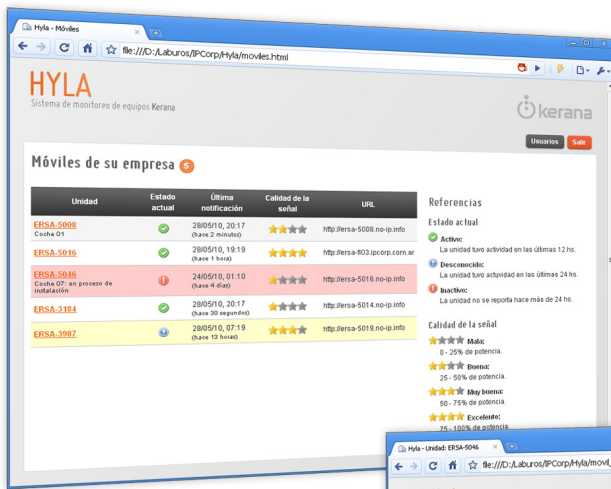 Hyla - Móviles
file:///D:/Laburos/IPCorp/Hyla/moviles.html
HYLA
Sistema de monitoreo de equipos Kerana
kerana
Usuarios Salir
Móviles de su empresa 5
Unidad Estado actual Última notificación Calidad de la señal URL
ERSA-5008 28/05/10, 20:17 http://ersa-5008.no-ip.info
Coche 01 (hace 2 minutos)
ERSA-5016 28/05/10, 19:19 http://ersa-fl03.ipcorp.com.ar
(hace 1 hora)
ERSA-5046 24/05/10, 01:10 http://ersa-5016.no-ip.info
Coche 07: en proceso de instalación (hace 4 días)
ERSA-3184 28/05/10, 20:17 http://ersa-5014.no-ip.info
(hace 30 segundos)
ERSA-3987 28/05/10, 07:19 http://ersa-5019.no-ip.info
(hace 13 horas)
Referencias
Estado actual
Activo:
La unidad tuvo actividad en las últimas 12 hs.
Desconocido:
La unidad tuvo actividad en las últimas 24 hs.
Inactivo:
La unidad no se reporta hace más de 24 hs.
Calidad de la señal
Mala:
0 - 25% de potencia.
Buena:
25 - 50% de potencia.
Muy buena:
50 - 75% de potencia.
Excelente:
75 - 100% de potencia.
Hyla - Unidad: ERSA-5046
file:///D:/Laburos/IPCorp/Hyla/movil_